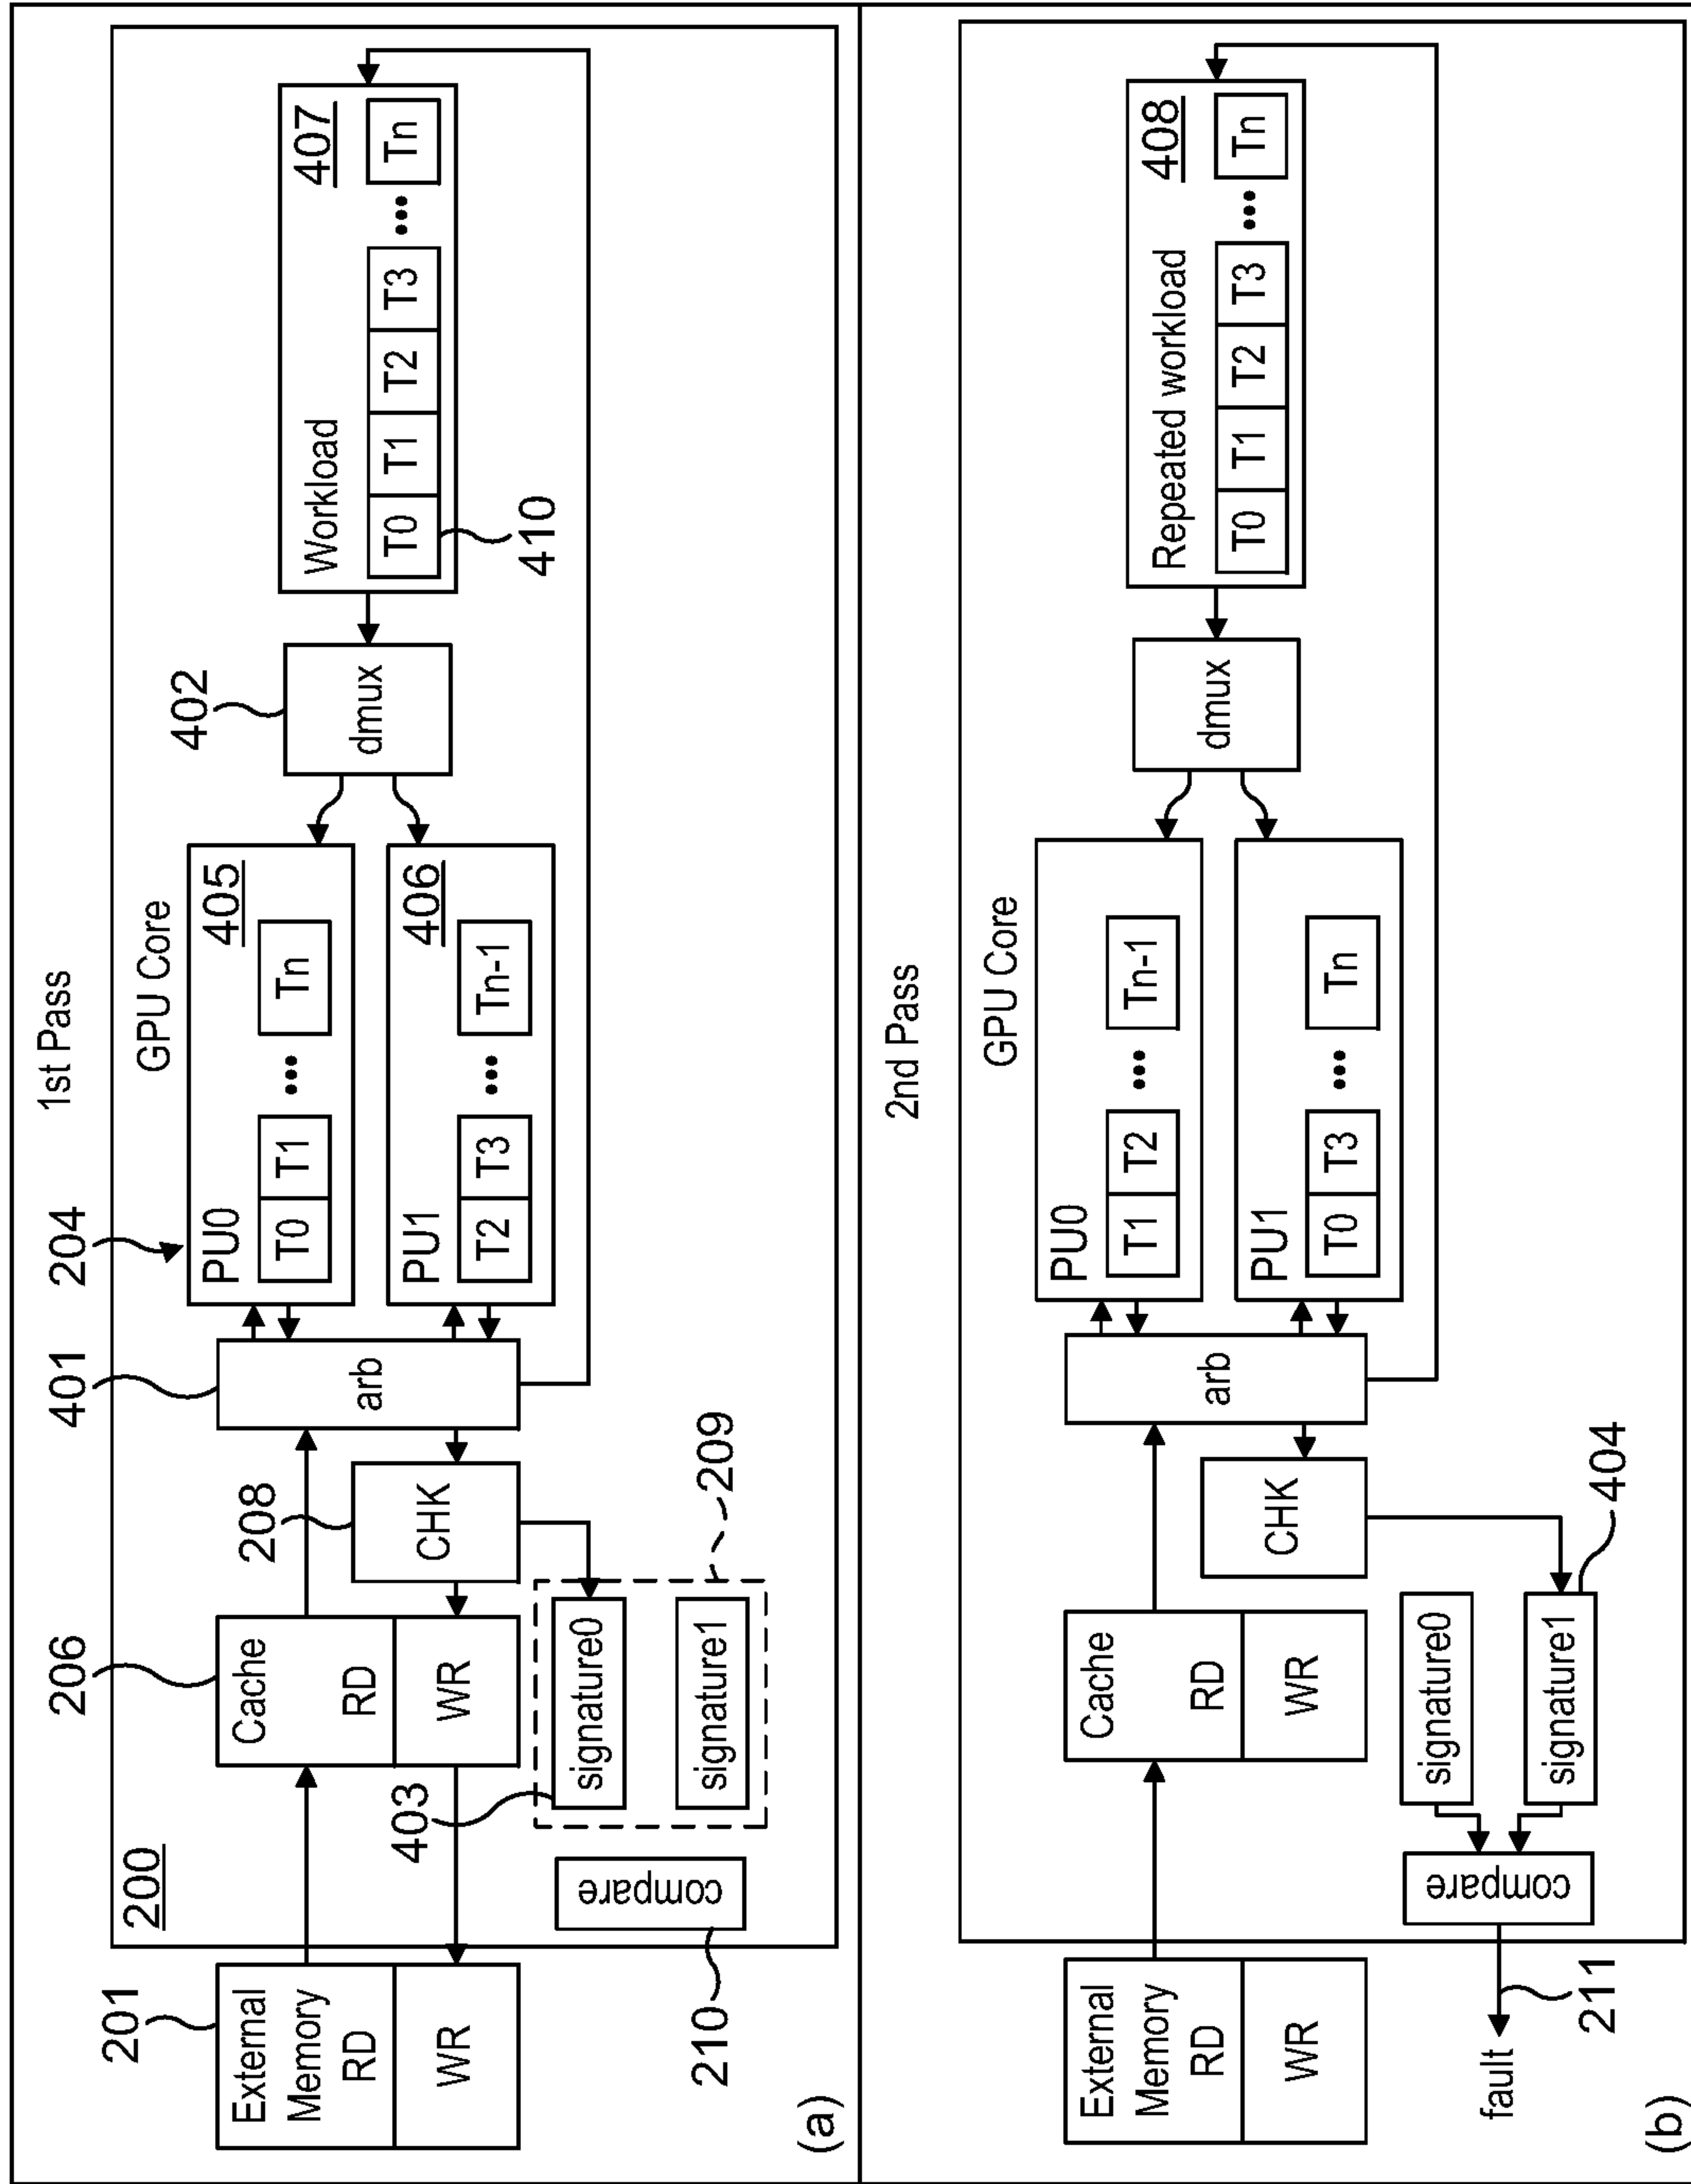 1st Pass
200
GPU Core
201
External
Memory
RD
WR
206
Cache
RD
WR
208
CHK
401
arb
204
PU0
405
T0 T1 ••• Tn
PU1
406
T2 T3 ••• Tn-1
402
dmux
Workload
407
T0 T1 T2 T3 ••• Tn
410
403
signature0
signature1
209
compare
210
(a)
2nd Pass
GPU Core
External
Memory
RD
WR
Cache
RD
WR
CHK
arb
PU0
T1 T2 ••• Tn-1
PU1
T0 T3 ••• Tn
dmux
Repeated workload
408
T0 T1 T2 T3 ••• Tn
signature0
signature1
404
compare
fault
211
(b)